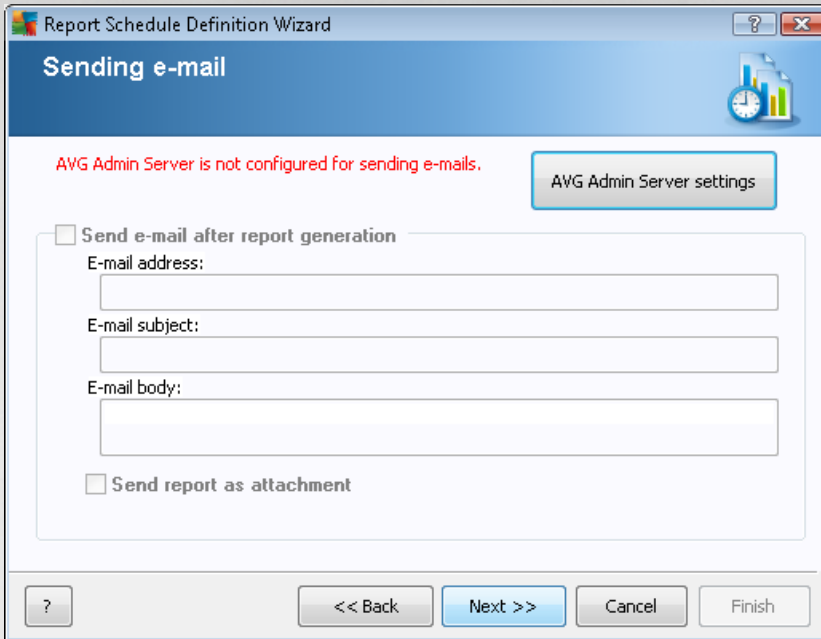 Report Schedule Definition Wizard
?
Sending e-mail
AVG Admin Server is not configured for sending e-mails.
AVG Admin Server settings
Send e-mail after report generation
E-mail address:
E-mail subject:
E-mail body:
Send report as attachment
? << Back Next >> Cancel Finish